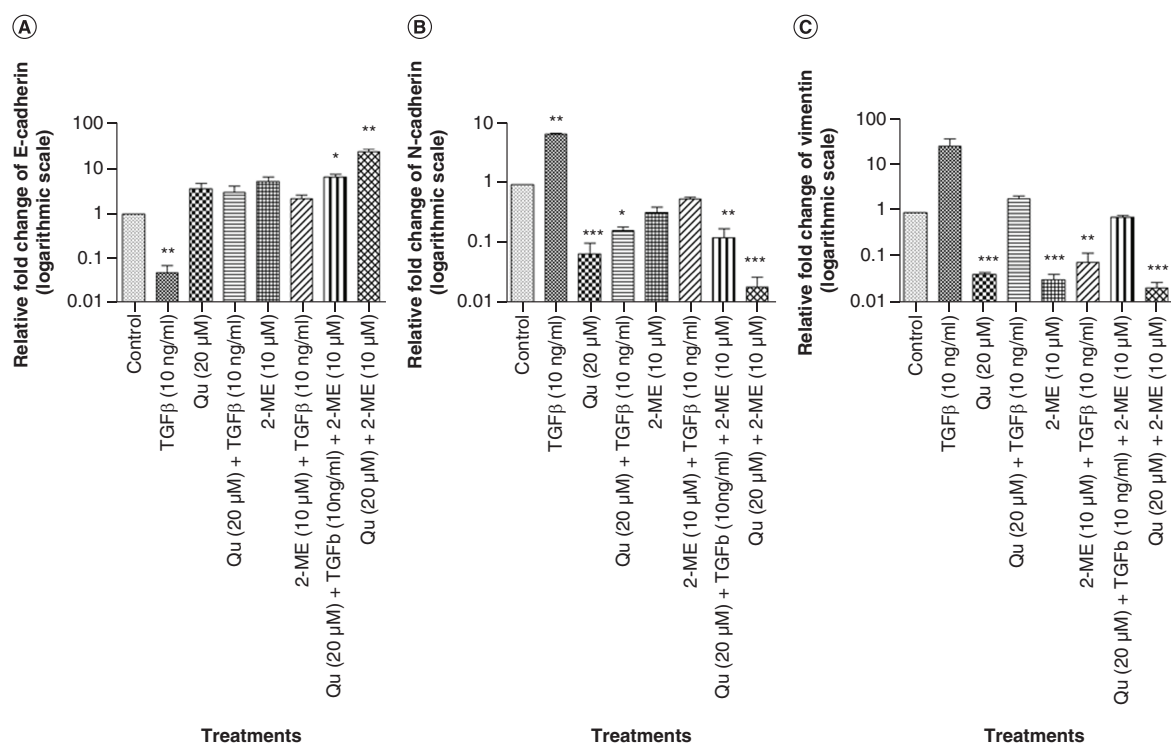 A
Relative fold change of E-cadherin
(logarithmic scale)
100
10
1
0.1
0.01
**
*
**
Control
TGFβ (10 ng/ml)
Qu (20 μM)
Qu (20 μM) + TGFβ (10 ng/ml)
2-ME (10 μM)
2-ME (10 μM) + TGFβ (10 ng/ml)
Qu (20 μM) + TGFb (10ng/ml) + 2-ME (10 μM)
Qu (20 μM) + 2-ME (10 μM)
Treatments
B
Relative fold change of N-cadherin
(logarithmic scale)
10
1
0.1
0.01
**
***
*
**
***
Control
TGFβ (10 ng/ml)
Qu (20 μM)
Qu (20 μM) + TGFβ (10 ng/ml)
2-ME (10 μM)
2-ME (10 μM) + TGFβ (10 ng/ml)
Qu (20 μM) + TGFb (10ng/ml) + 2-ME (10 μM)
Qu (20 μM) + 2-ME (10 μM)
Treatments
C
Relative fold change of vimentin
(logarithmic scale)
100
10
1
0.1
0.01
***
***
**
***
Control
TGFβ (10 ng/ml)
Qu (20 μM)
Qu (20 μM) + TGFβ (10 ng/ml)
2-ME (10 μM)
2-ME (10 μM) + TGFβ (10 ng/ml)
Qu (20 μM) + TGFb (10 ng/ml) + 2-ME (10 μM)
Qu (20 μM) + 2-ME (10 μM)
Treatments